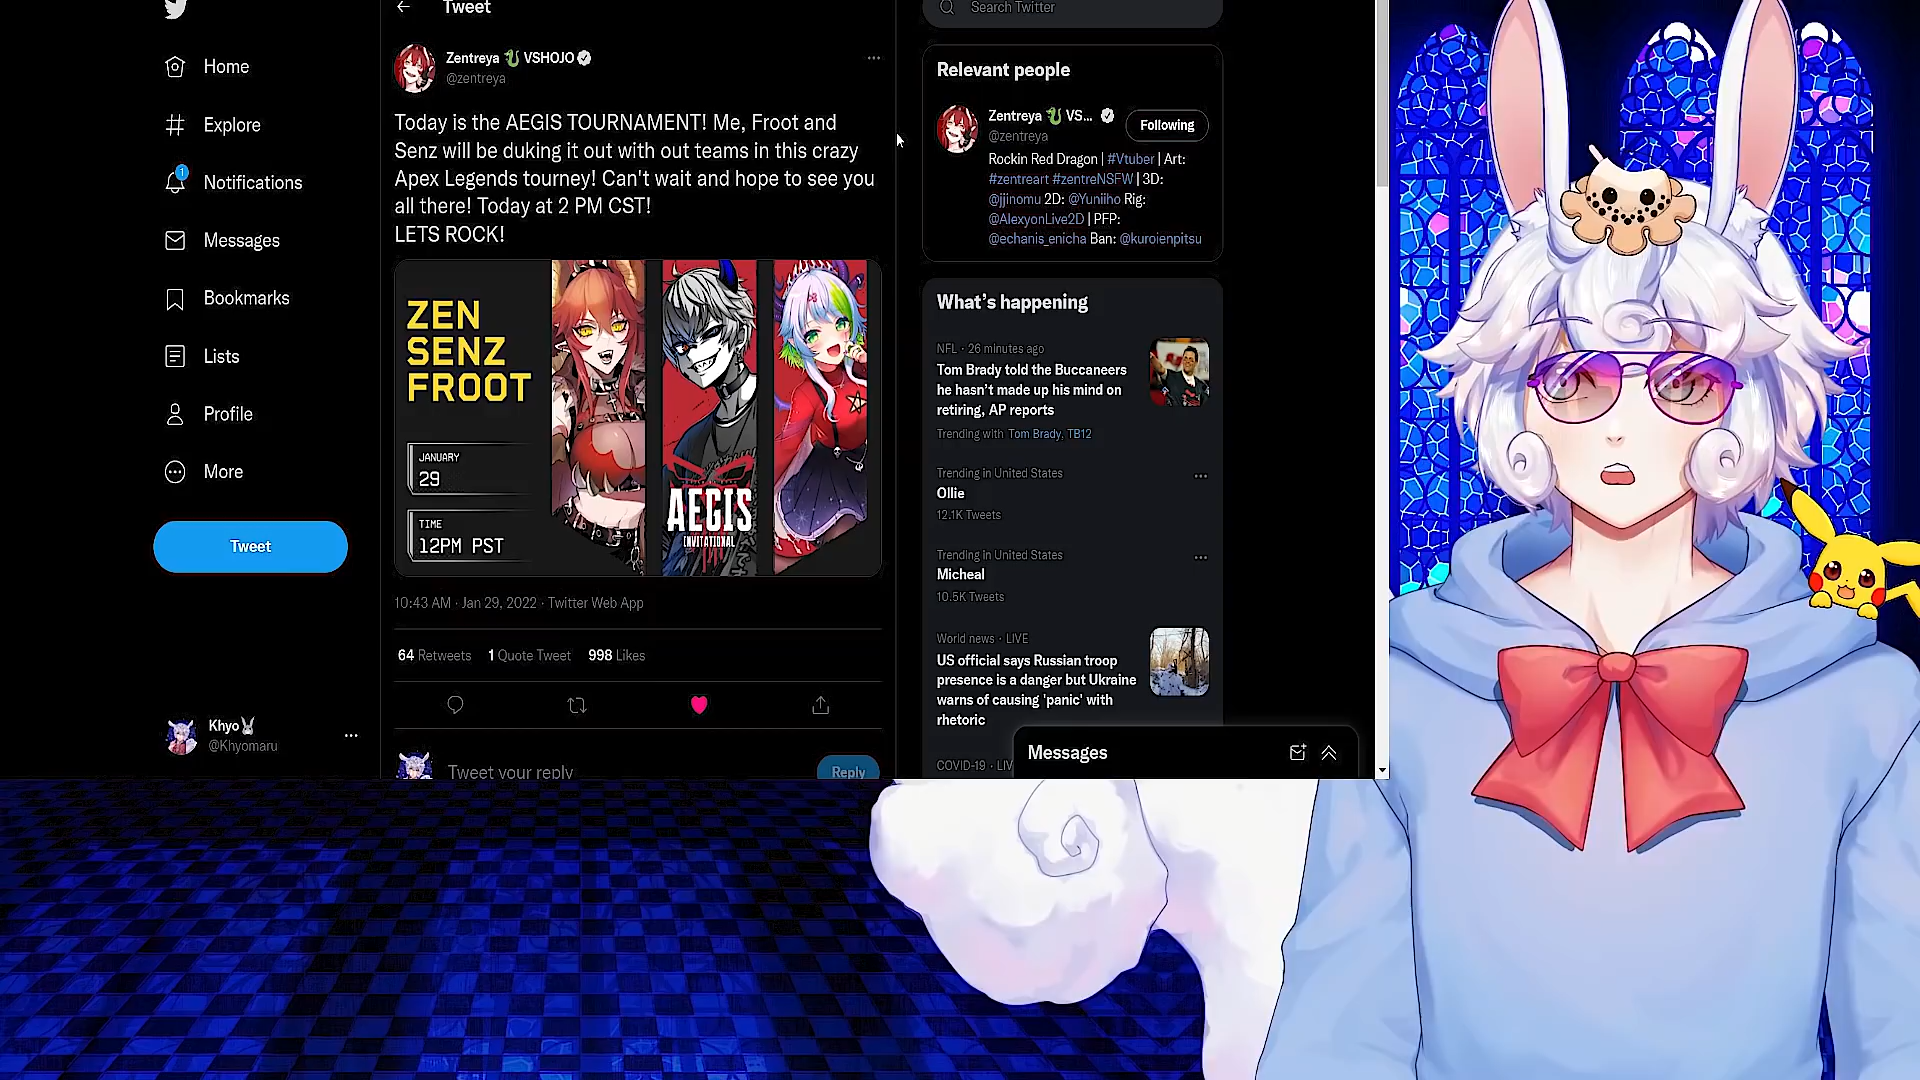 Tweet
Search Twitter
Home
Explore
1
Notifications
Messages
Bookmarks
Lists
Profile
More
Tweet
Khyo
@Khyomaru
Zentreya VSHOJO
@zentreya
Today is the AEGIS TOURNAMENT! Me, Froot and
Senz will be duking it out with out teams in this crazy
Apex Legends tourney! Can't wait and hope to see you
all there! Today at 2 PM CST!
LETS ROCK!
ZEN
SENZ
FROOT
JANUARY
29
TIME
12PM PST
AEGIS
INVITATIONAL
10:43 AM · Jan 29, 2022 · Twitter Web App
64 Retweets 1 Quote Tweet 998 Likes
Tweet your reply
Reply
Relevant people
Zentreya VS...
@zentreya
Following
Rockin Red Dragon | #Vtuber | Art:
#zentreart #zentreNSFW | 3D:
@jjinomu 2D: @Yuniiho Rig:
@AlexyonLive2D | PFP:
@echanis_enicha Ban: @kuroienpitsu
What's happening
NFL · 26 minutes ago
Tom Brady told the Buccaneers
he hasn't made up his mind on
retiring, AP reports
Trending with Tom Brady, TB12
Trending in United States
Ollie
12.1K Tweets
Trending in United States
Micheal
10.5K Tweets
World news · LIVE
US official says Russian troop
presence is a danger but Ukraine
warns of causing 'panic' with
rhetoric
COVID-19 · LIV
Messages